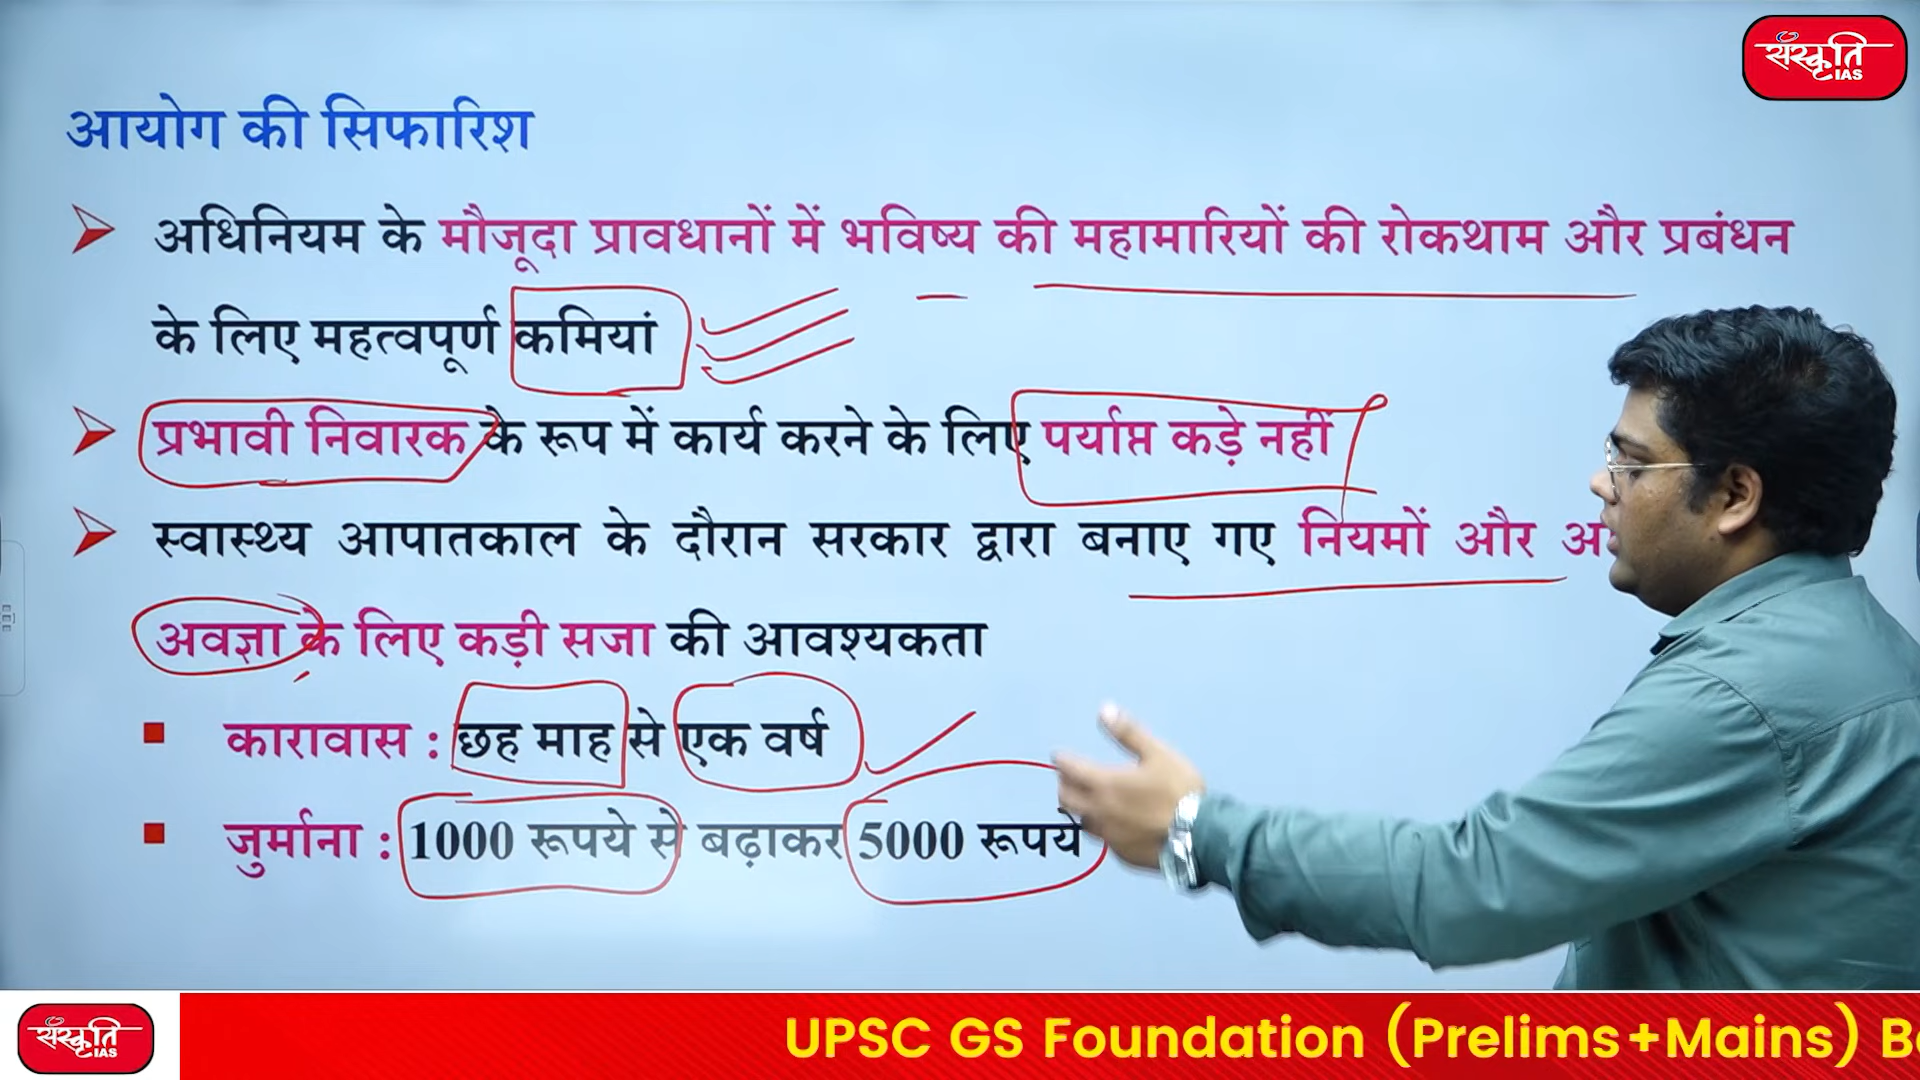 संस्कृति
IAS
आयोग की सिफारिश
अधिनियम के मौजूदा प्रावधानों में भविष्य की महामारियों की रोकथाम और प्रबंधन
के लिए महत्वपूर्ण कमियां
प्रभावी निवारक के रूप में कार्य करने के लिए पर्याप्त कड़े नहीं
स्वास्थ्य आपातकाल के दौरान सरकार द्वारा बनाए गए नियमों और
अवज्ञा के लिए कड़ी सजा की आवश्यकता
कारावास : छह माह से एक वर्ष
जुर्माना : 1000 रूपये से बढ़ाकर 5000 रूपये
संस्कृति
IAS
UPSC GS Foundation (Prelims+Mains)